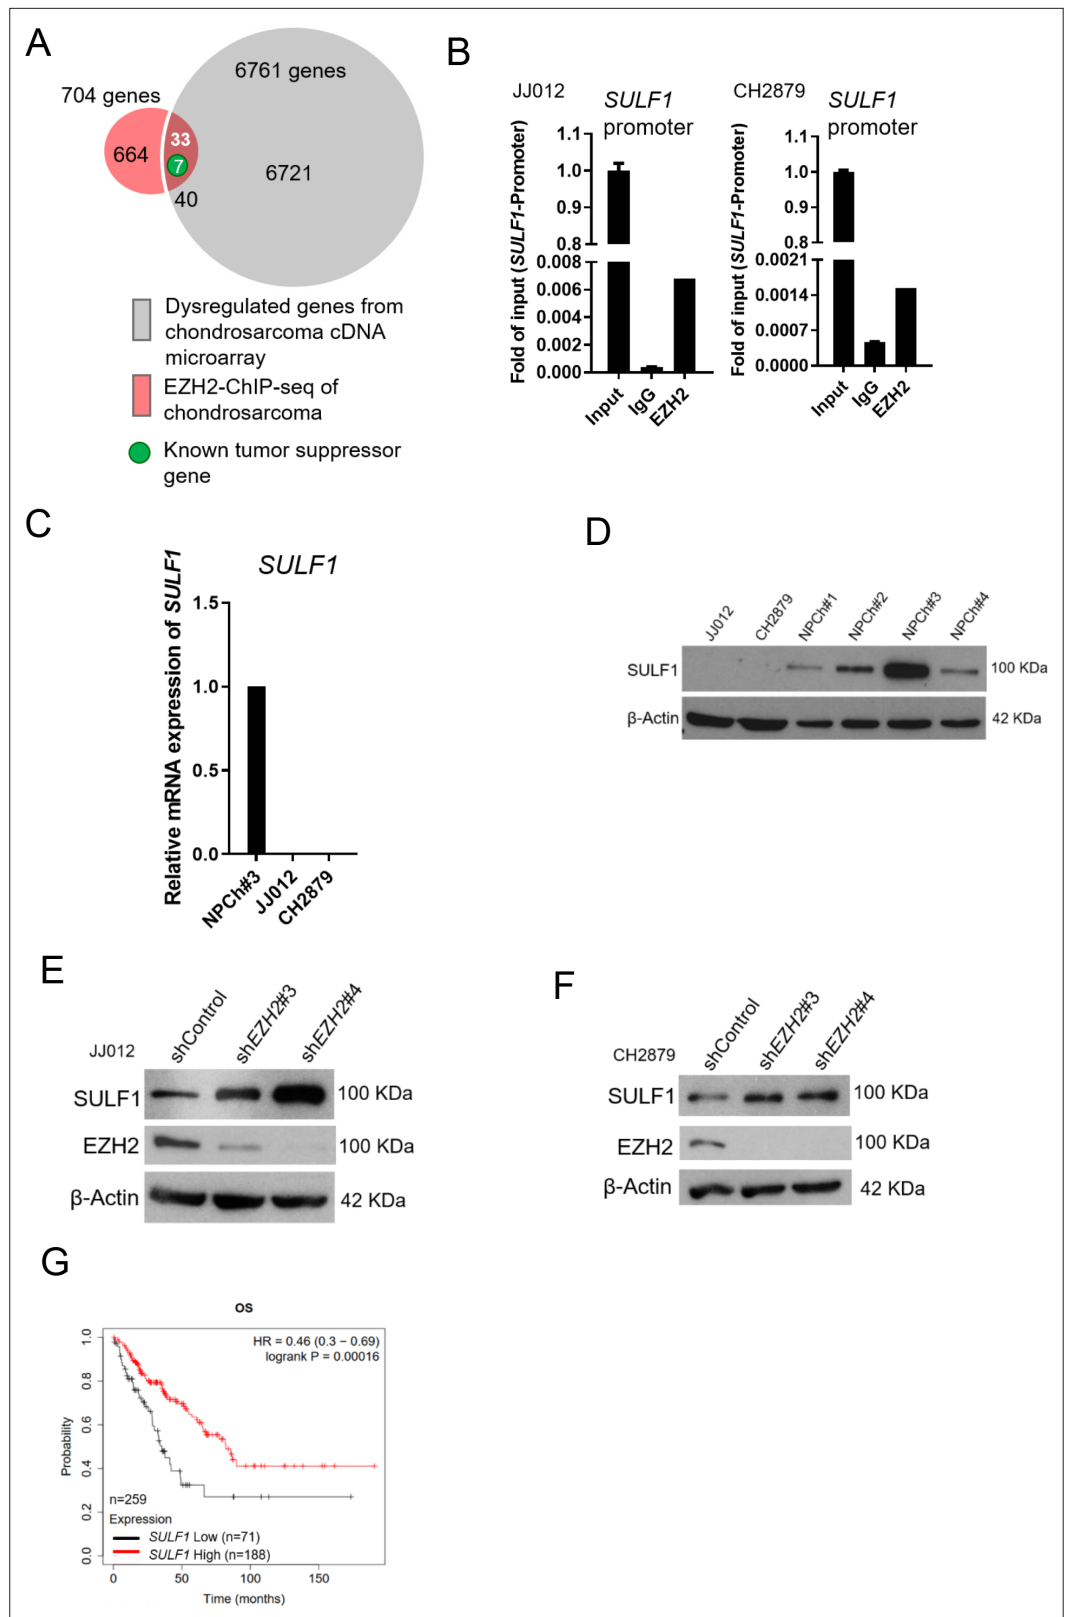 A
6761 genes
704 genes
33
664
7
6721
40
Dysregulated genes from
chondrosarcoma cDNA
microarray
EZH2-ChIP-seq of
chondrosarcoma
Known tumor suppressor
gene
B
JJ012
SULF1
promoter
Fold of input (SULF1-Promoter)
1.1
1.0
0.9
0.8
0.008
0.006
0.004
0.002
0.000
Input
IgG
EZH2
CH2879
SULF1
promoter
Fold of input (SULF1-Promoter)
1.1
1.0
0.9
0.8
0.0021
0.0014
0.0007
0.0000
Input
IgG
EZH2
C
SULF1
Relative mRNA expression of SULF1
1.5
1.0
0.5
0.0
NPCh#3
JJ012
CH2879
D
JJ012
CH2879
NPCh#1
NPCh#2
NPCh#3
NPCh#4
SULF1
100 KDa
β-Actin
42 KDa
E
JJ012
shControl
shEZH2#3
shEZH2#4
SULF1
100 KDa
EZH2
100 KDa
β-Actin
42 KDa
F
CH2879
shControl
shEZH2#3
shEZH2#4
SULF1
100 KDa
EZH2
100 KDa
β-Actin
42 KDa
G
OS
HR = 0.46 (0.3 − 0.69)
logrank P = 0.00016
Probability
1.0
0.8
0.6
0.4
0.2
0.0
n=259
Expression
SULF1 Low (n=71)
SULF1 High (n=188)
0
50
100
150
Time (months)